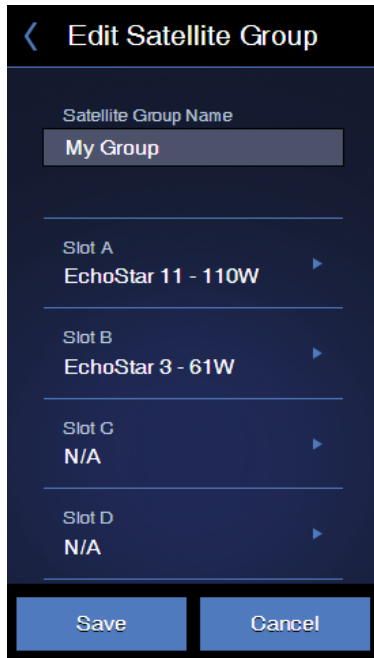 Edit Satellite Group
Satellite Group Name
My Group
Slot A
EchoStar 11 - 110W
Slot B
EchoStar 3 - 61W
Slot C
N/A
Slot D
N/A
Save
Cancel